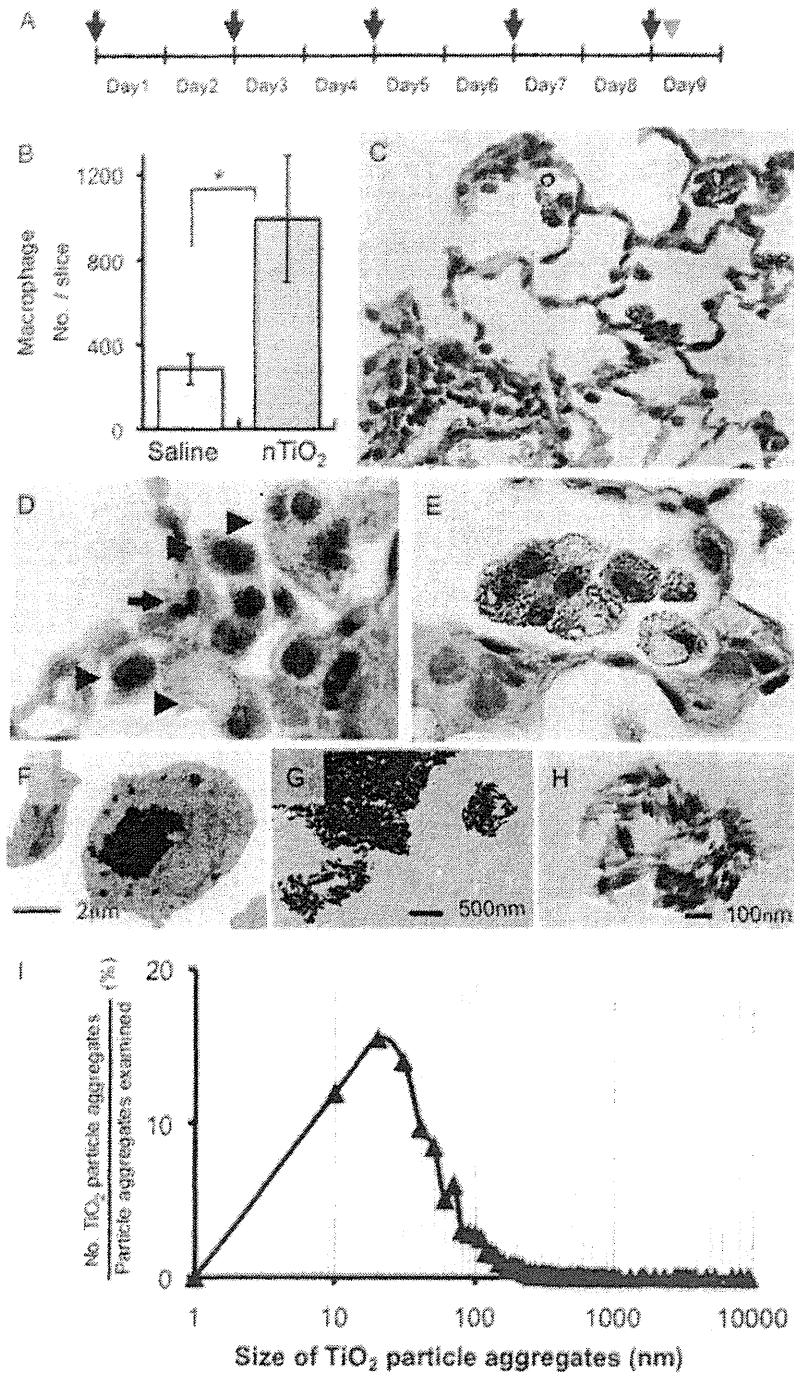 A
Day1 Day2 Day3 Day4 Day5 Day6 Day7 Day8 Day9
B
Macrophage
No. / slice
1200
800
400
0
*
Saline nTiO₂
C
D
E
F
2nm
G
500nm
H
100nm
I
No. TiO₂ particle aggregates
Particle aggregates examined
(%)
20
10
0
1 10 100 1000 10000
Size of TiO₂ particle aggregates (nm)